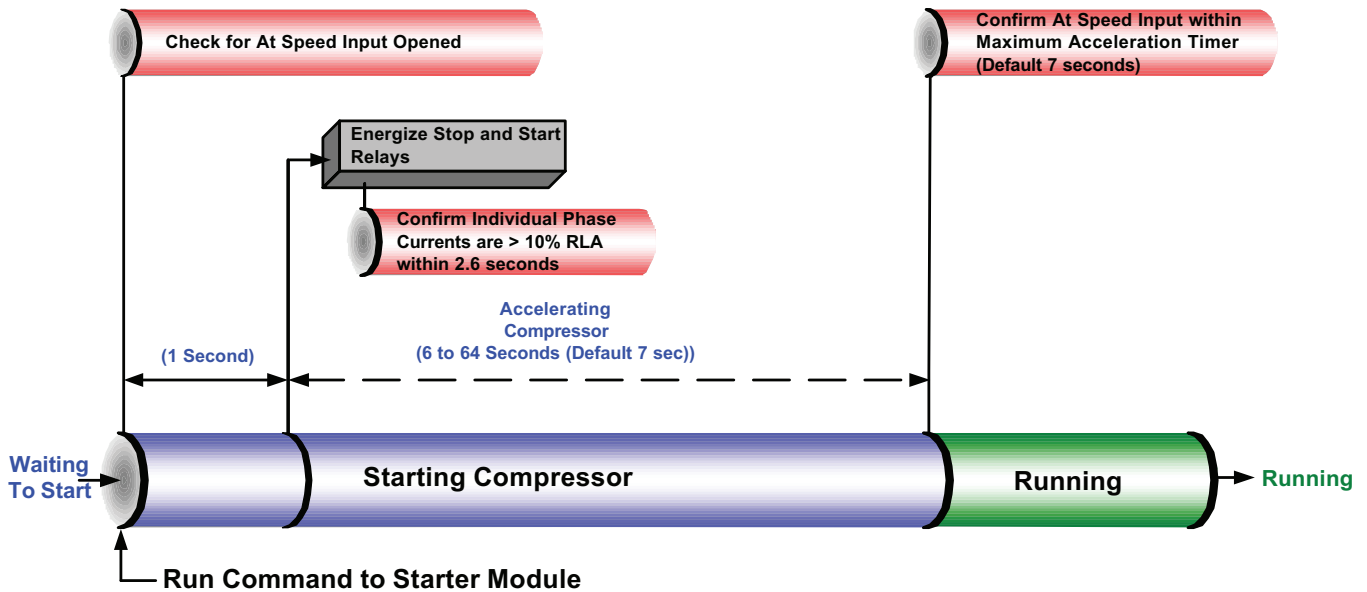 Check for At Speed Input Opened
Confirm At Speed Input within
Maximum Acceleration Timer
(Default 7 seconds)
Energize Stop and Start
Relays
Confirm Individual Phase
Currents are > 10% RLA
within 2.6 seconds
Accelerating
Compressor
(6 to 64 Seconds (Default 7 sec))
(1 Second)
Waiting
To Start
Starting Compressor
Running
Running
Run Command to Starter Module